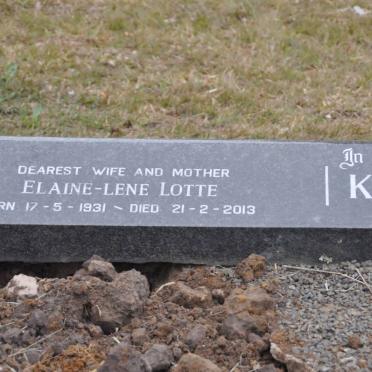 DEAREST WIFE AND MOTHER
ELAINE-LENE LOTTE
RN 17-5-1931 ~ DIED 21-2-2013
In
K